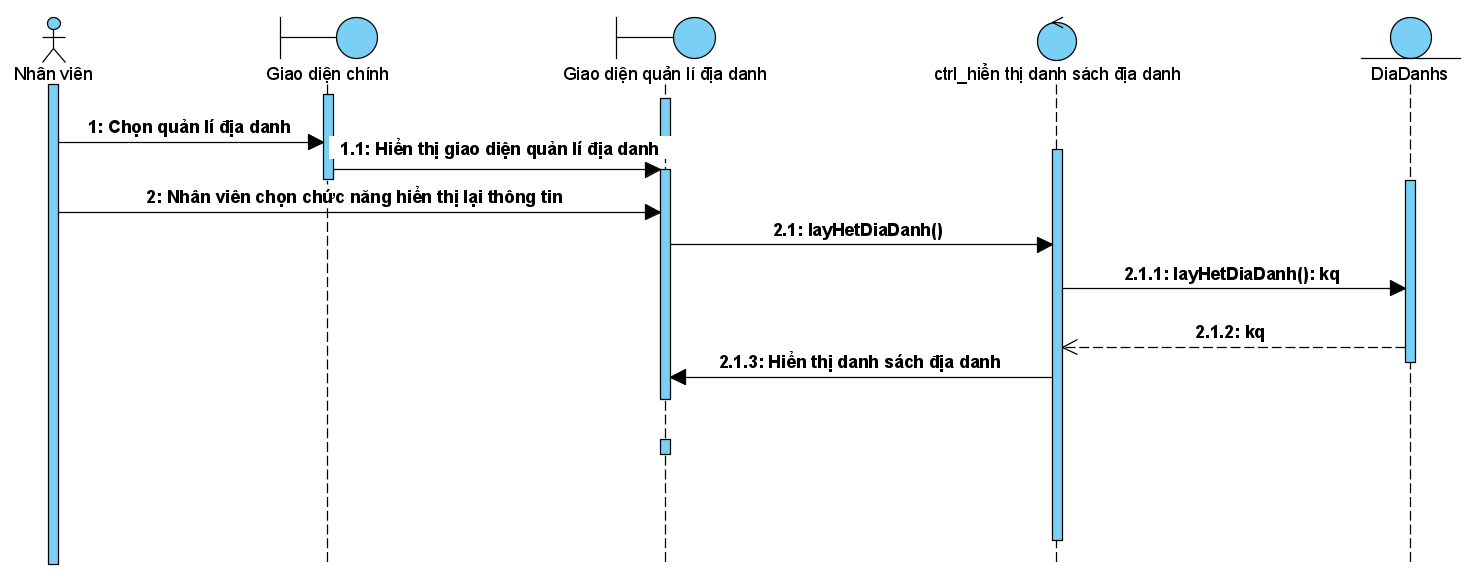 Nhân viên
Giao diện chính
Giao diện quản lí địa danh
ctrl_hiển thị danh sách địa danh
DiaDanhs
1: Chọn quản lí địa danh
1.1: Hiển thị giao diện quản lí địa danh
2: Nhân viên chọn chức năng hiển thị lại thông tin
2.1: layHetDiaDanh()
2.1.1: layHetDiaDanh(): kq
2.1.2: kq
2.1.3: Hiển thị danh sách địa danh